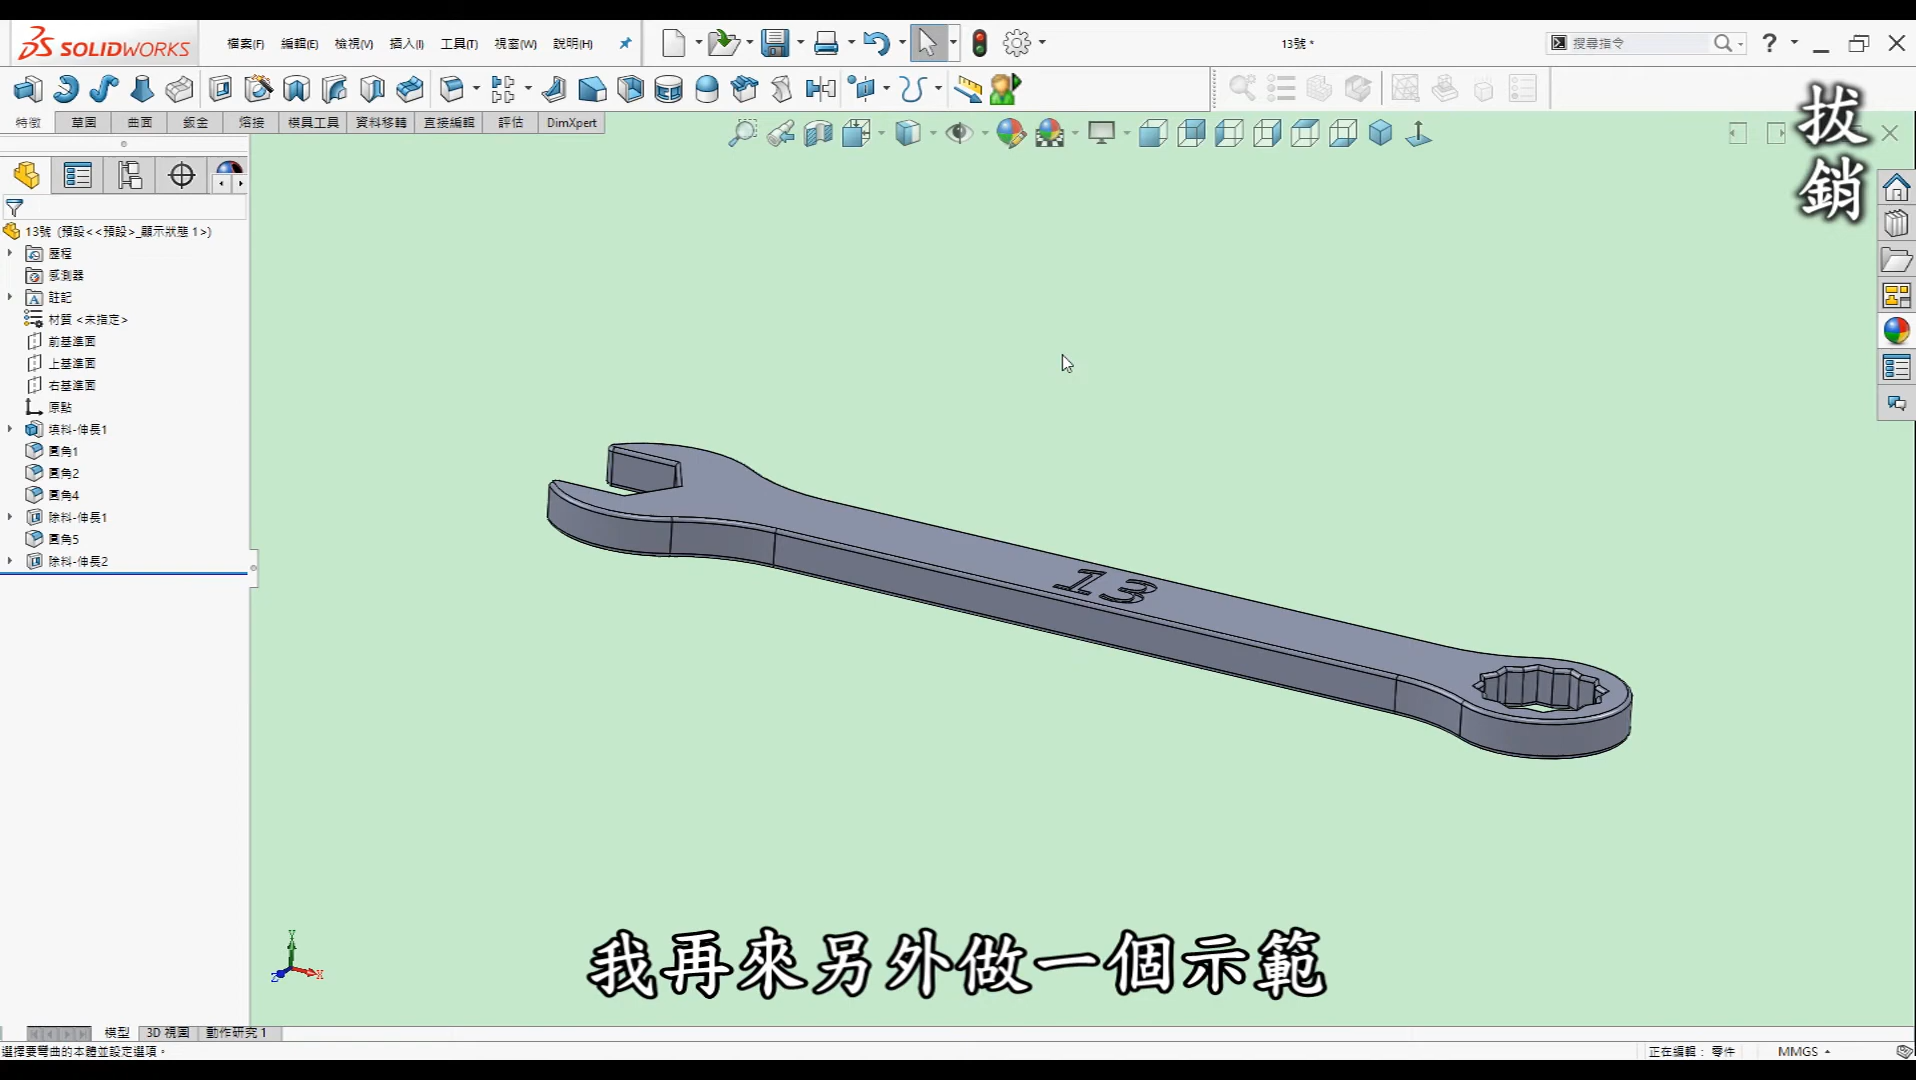 SOLIDWORKS
檔案(F) 編輯(E) 檢視(V) 插入(I) 工具(T) 視窗(W) 說明(H)
13號 *
搜尋指令
?
特徵 草圖 曲面 鈑金 熔接 模具工具 資料移轉 直接編輯 評估 DimXpert
拔銷
13號 (預設<<預設>_顯示狀態 1>)
歷程
感測器
註記
材質 <未指定>
前基準面
上基準面
右基準面
原點
填料-伸長1
圓角1
圓角2
圓角4
除料-伸長1
圓角5
除料-伸長2
13
Y
X
Z
我再來另外做一個示範
模型 3D 視圖 動作研究 1
選擇要彎曲的本體並設定選項。
正在編輯： 零件
MMGS